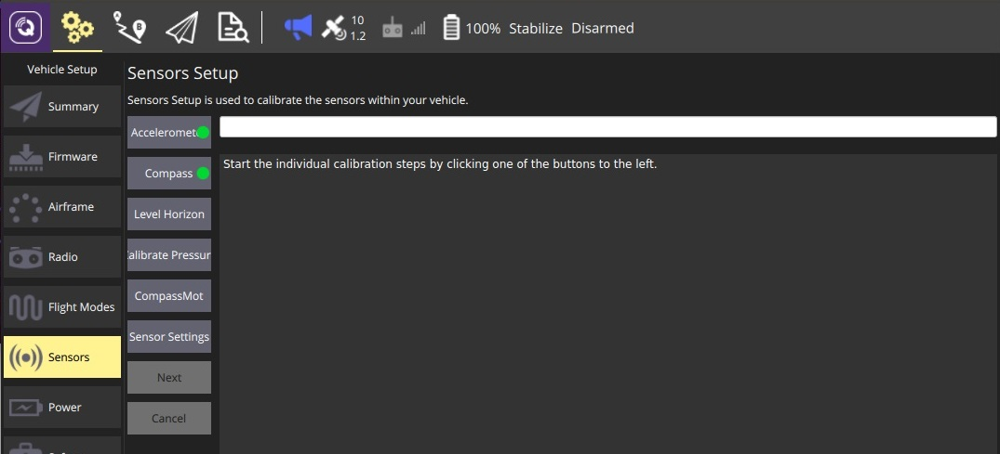 10
1.2
100% Stabilize Disarmed
B
Vehicle Setup
Summary
Firmware
Airframe
Radio
Flight Modes
Sensors
Power
Sensors Setup
Sensors Setup is used to calibrate the sensors within your vehicle.
Acceleromet
Compass
Level Horizon
alibrate Pressur
CompassMot
Sensor Settings
Next
Cancel
Start the individual calibration steps by clicking one of the buttons to the left.